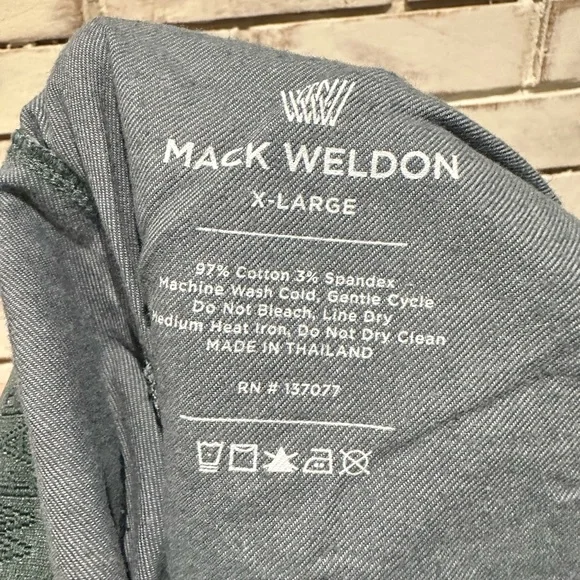 MACK WELDON
X-LARGE
97% Cotton 3% Spandex
Machine Wash Cold, Gentle Cycle
Do Not Bleach, Line Dry
Medium Heat Iron, Do Not Dry Clean
MADE IN THAILAND
RN # 137077